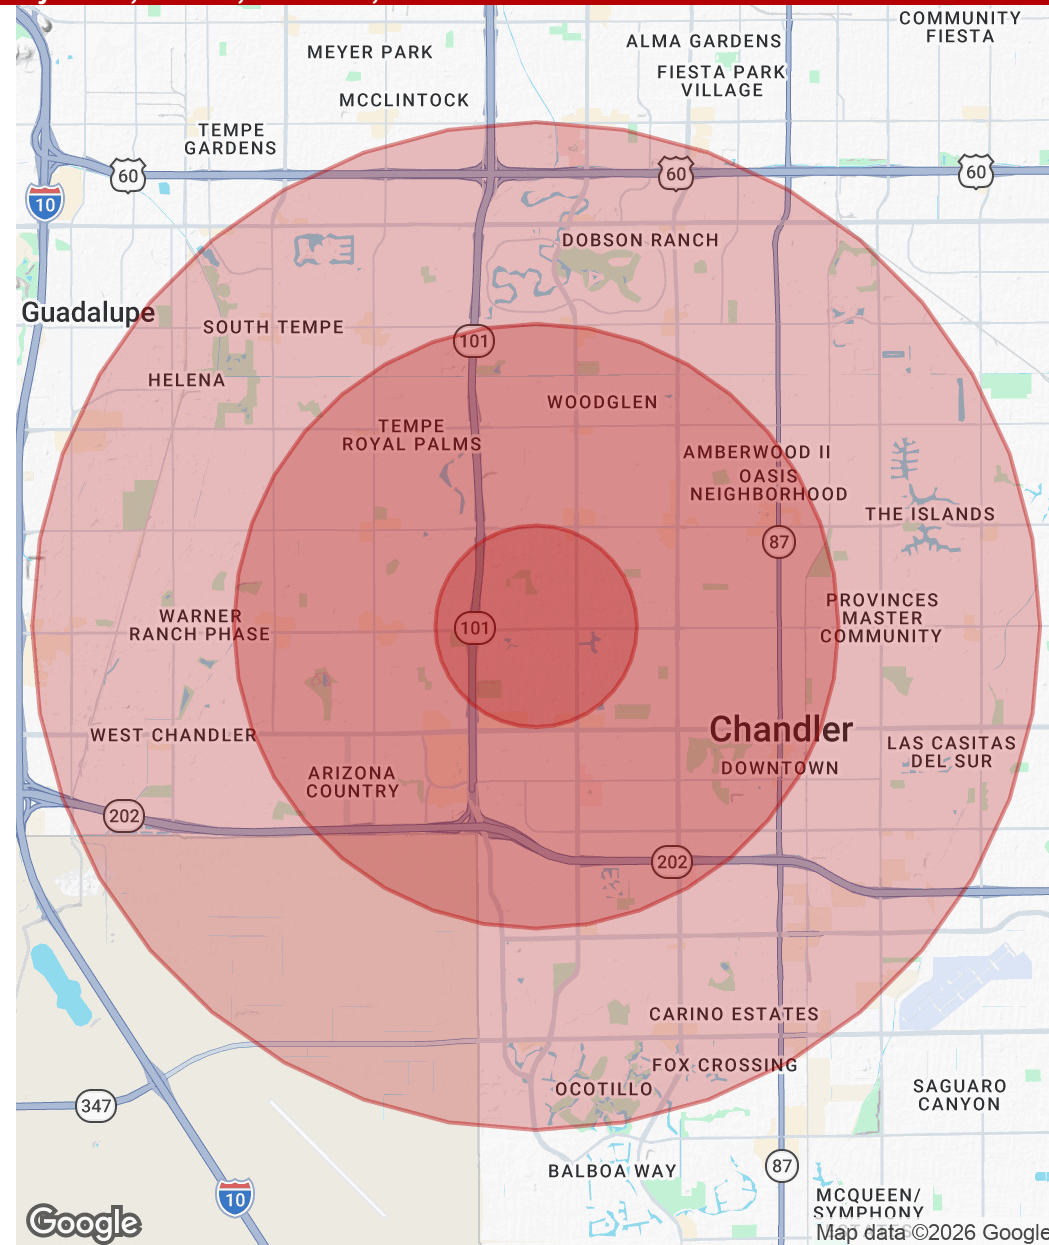 COMMUNITY
FIESTA
MEYER PARK
ALMA GARDENS
FIESTA PARK
VILLAGE
MCCLINTOCK
TEMPE
GARDENS
60
60
60
10
DOBSON RANCH
Guadalupe
SOUTH TEMPE
101
HELENA
WOODGLEN
TEMPE
ROYAL PALMS
AMBERWOOD II
OASIS
NEIGHBORHOOD
THE ISLANDS
87
WARNER
RANCH PHASE
101
PROVINCES
MASTER
COMMUNITY
WEST CHANDLER
Chandler
DOWNTOWN
LAS CASITAS
DEL SUR
ARIZONA
COUNTRY
202
202
CARINO ESTATES
FOX CROSSING
OCOTILLO
SAGUARO
CANYON
347
BALBOA WAY
87
10
MCQUEEN/
SYMPHONY
Google
Map data ©2026 Google